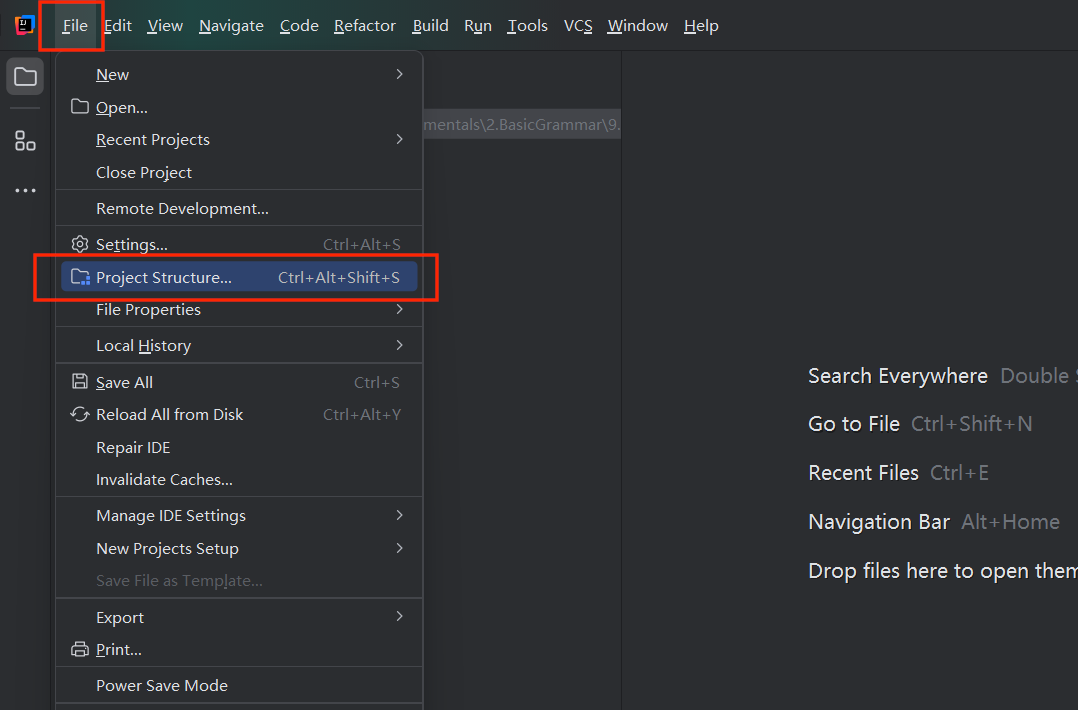 File Edit View Navigate Code Refactor Build Run Tools VCS Window Help
New
Open...
Recent Projects
Close Project
Remote Development...
Settings... Ctrl+Alt+S
Project Structure... Ctrl+Alt+Shift+S
File Properties
Local History
Save All Ctrl+S
Reload All from Disk Ctrl+Alt+Y
Repair IDE
Invalidate Caches...
Manage IDE Settings
New Projects Setup
Save File as Template...
Export
Print...
Power Save Mode
mentals\2.BasicGrammar\9.
Search Everywhere Double
Go to File Ctrl+Shift+N
Recent Files Ctrl+E
Navigation Bar Alt+Home
Drop files here to open them